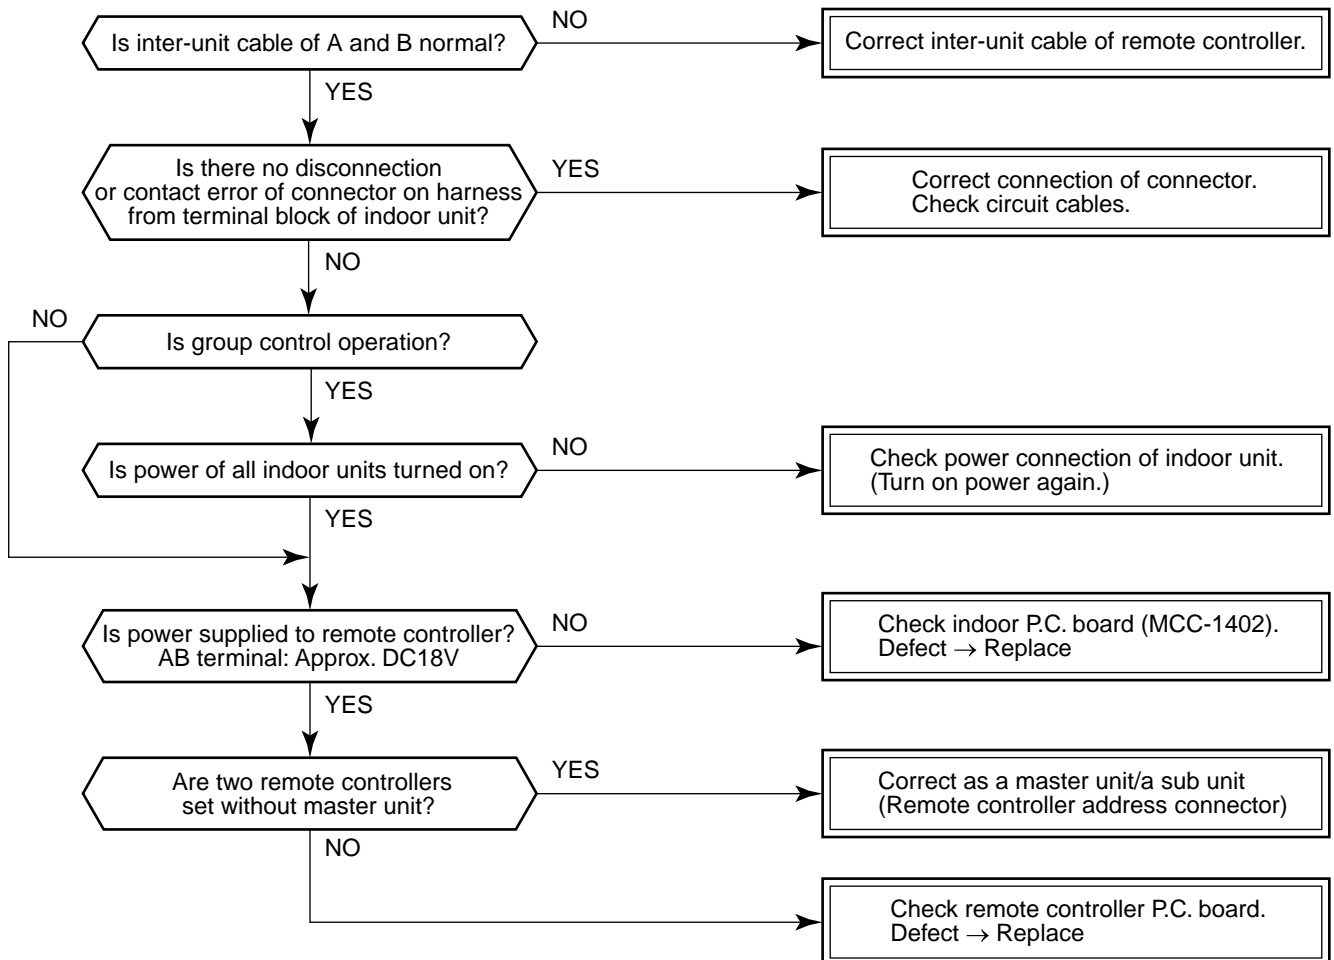 Is inter-unit cable of A and B normal?
NO
Correct inter-unit cable of remote controller.
YES
Is there no disconnection
or contact error of connector on harness
from terminal block of indoor unit?
YES
Correct connection of connector.
Check circuit cables.
NO
NO
Is group control operation?
YES
Is power of all indoor units turned on?
NO
Check power connection of indoor unit.
(Turn on power again.)
YES
Is power supplied to remote controller?
AB terminal: Approx. DC18V
NO
Check indoor P.C. board (MCC-1402).
Defect → Replace
YES
Are two remote controllers
set without master unit?
YES
Correct as a master unit/a sub unit
(Remote controller address connector)
NO
Check remote controller P.C. board.
Defect → Replace